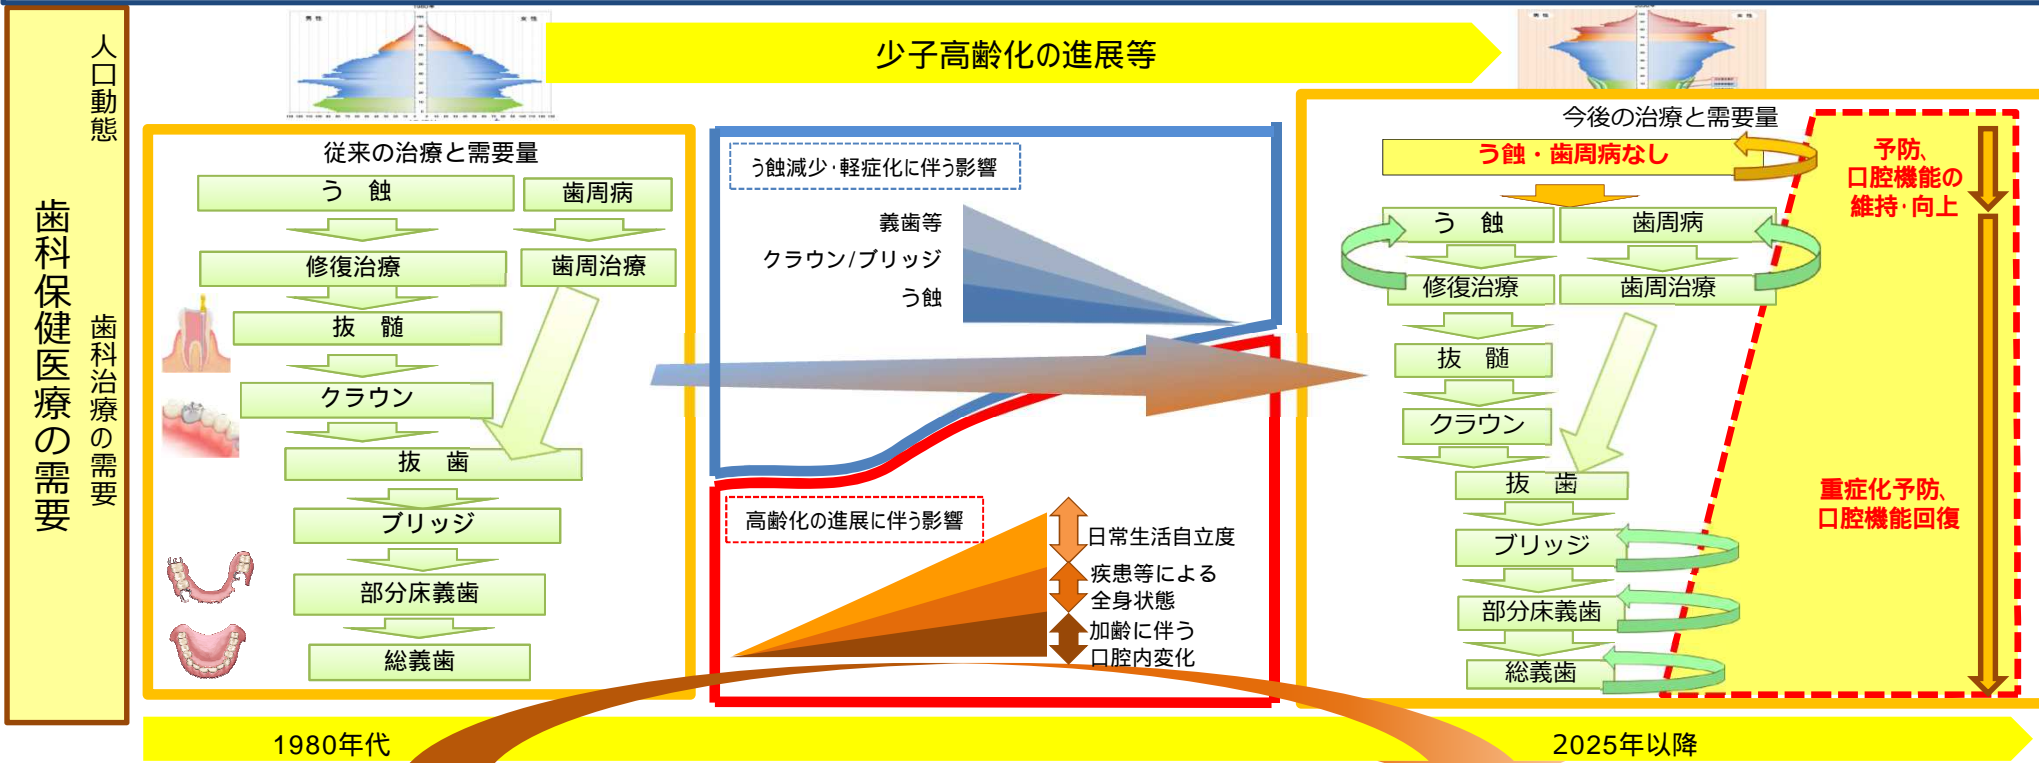 人口動態
歯科保健医療の需要
歯科治療の需要
男 性
女 性
少子高齢化の進展等
男 性
女 性
従来の治療と需要量
う 蝕
歯周病
修復治療
歯周治療
抜 髄
クラウン
抜 歯
ブリッジ
部分床義歯
総義歯
う蝕減少・軽症化に伴う影響
義歯等
クラウン/ブリッジ
う蝕
高齢化の進展に伴う影響
日常生活自立度
疾患等による
全身状態
加齢に伴う
口腔内変化
今後の治療と需要量
う蝕・歯周病なし
う 蝕
歯周病
修復治療
歯周治療
抜 髄
クラウン
抜 歯
ブリッジ
部分床義歯
総義歯
予防、
口腔機能の
維持・向上
重症化予防、
口腔機能回復
1980年代
2025年以降